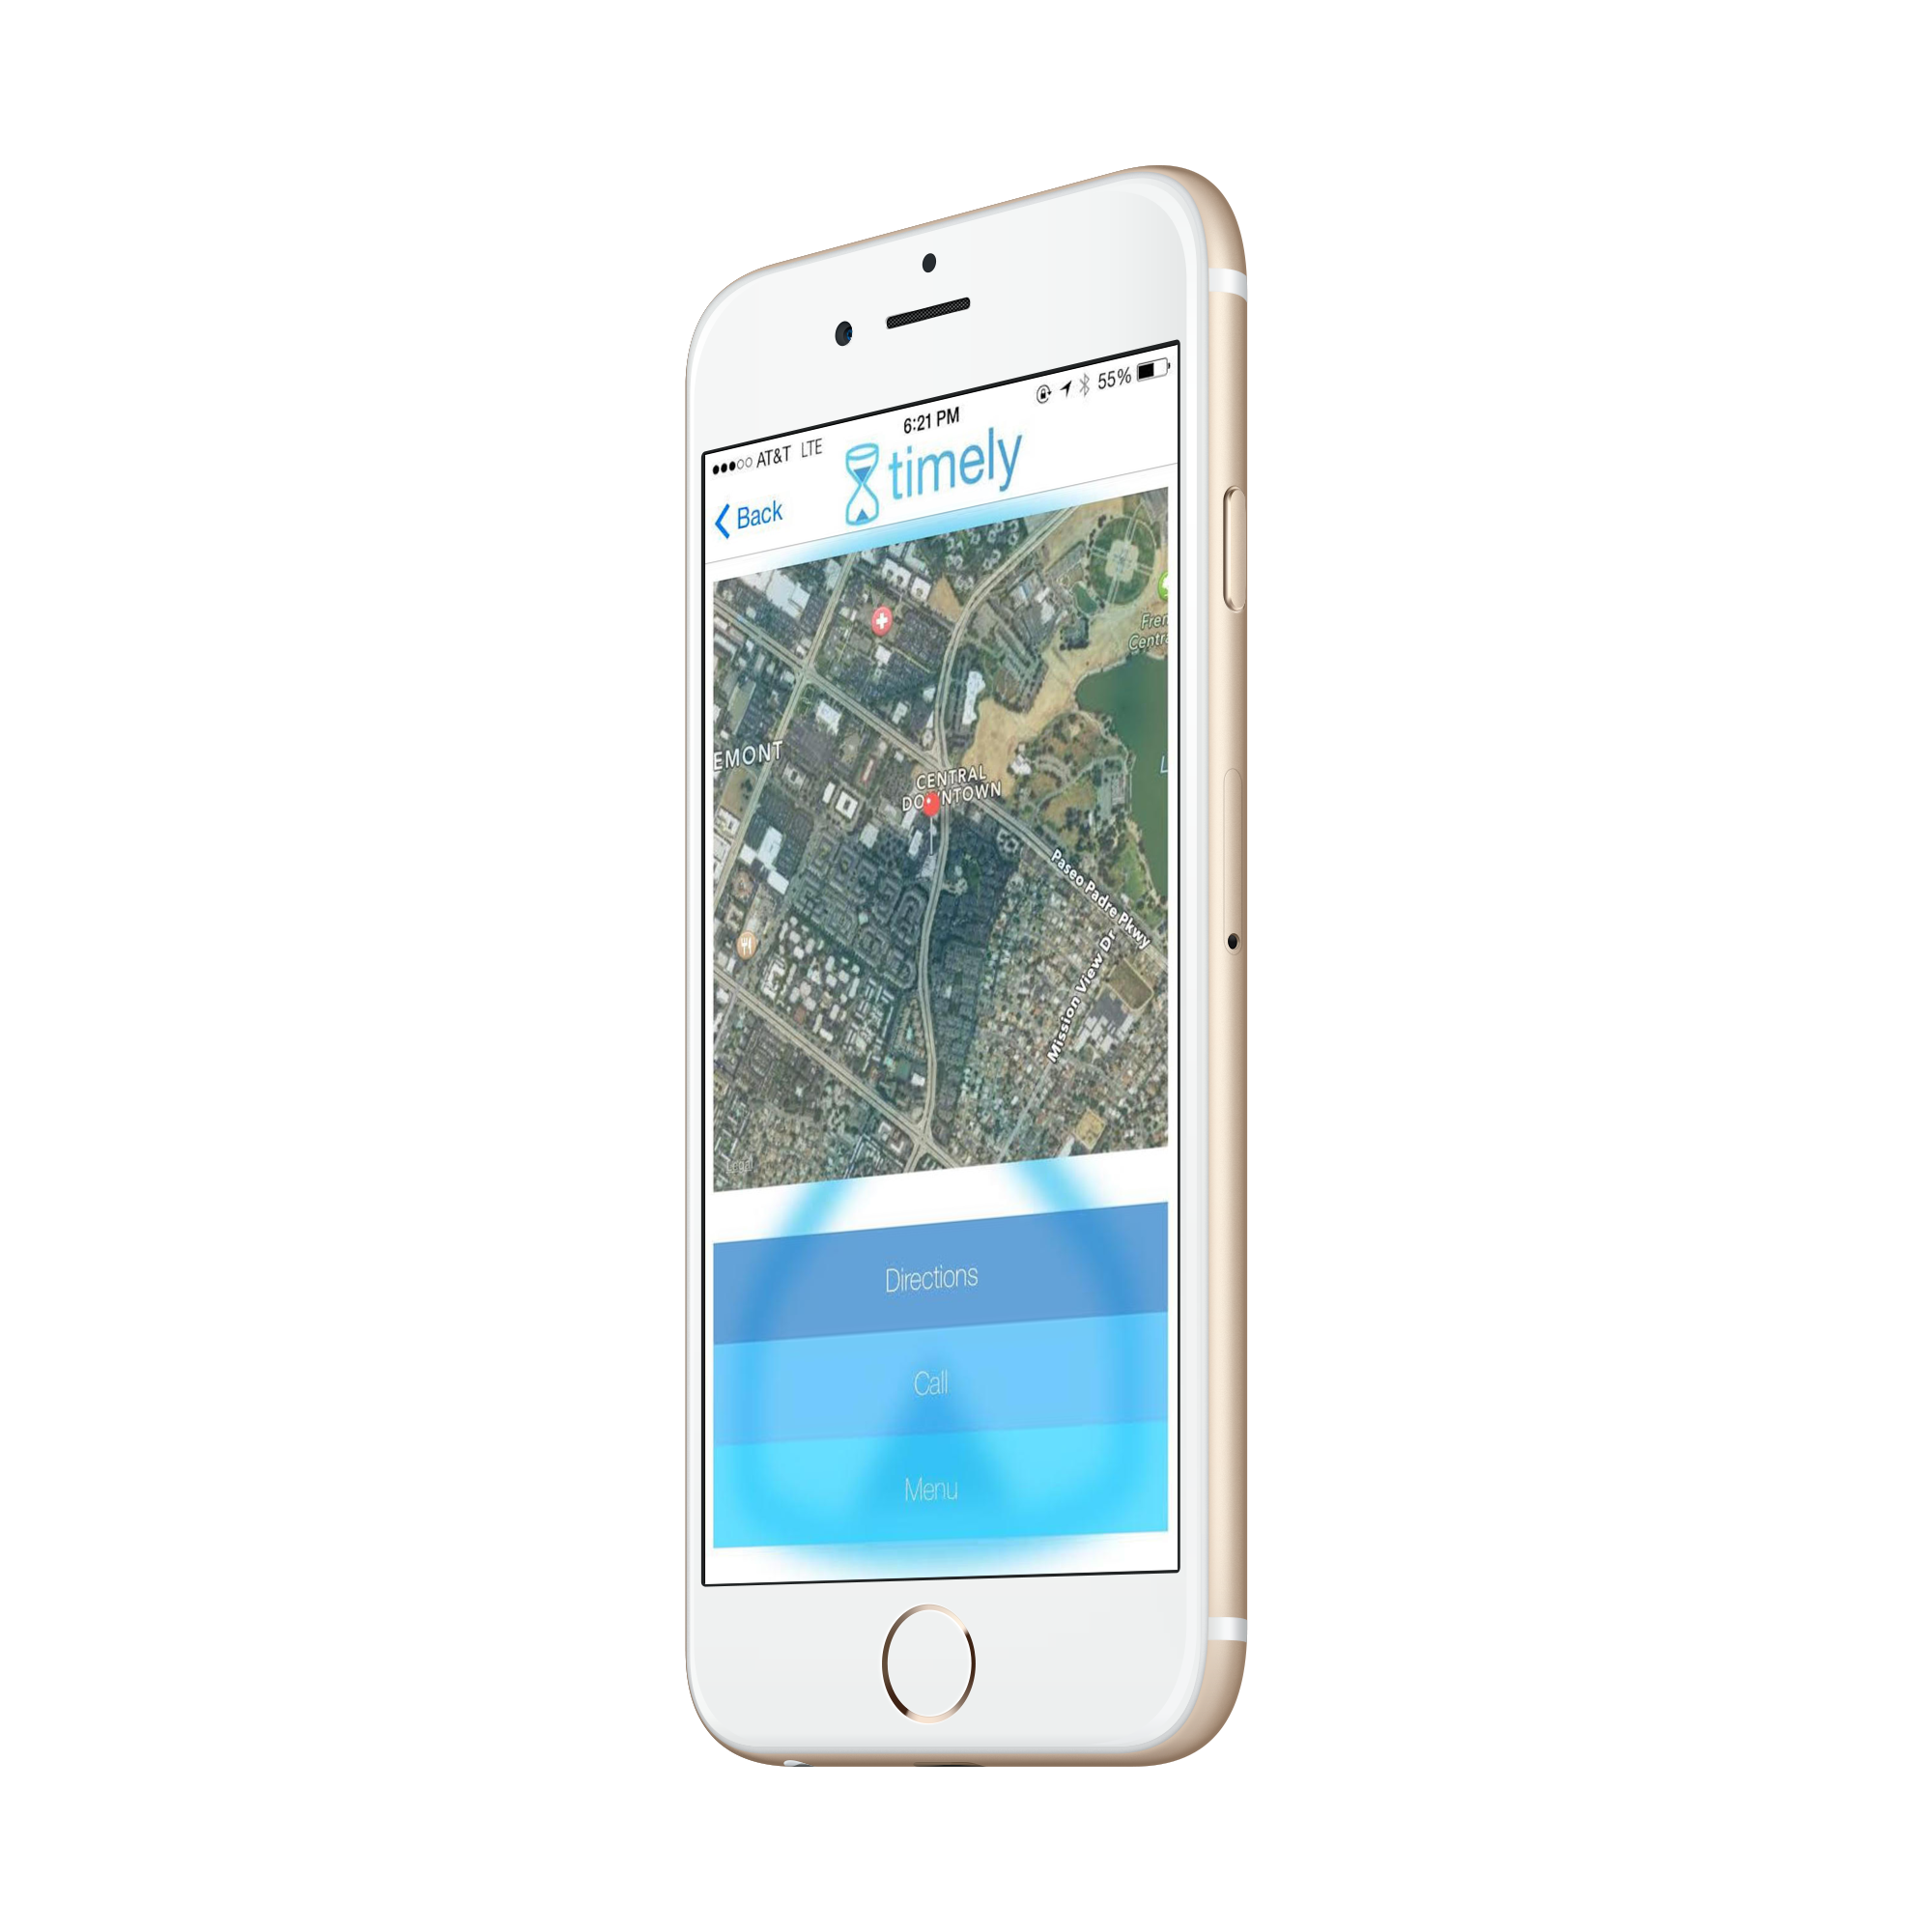 AT&T LTE
6:21 PM
55%
Back
timely
Fren
Centra
EMONT
L
CENTRAL
DOWNTOWN
Paseo Padre Pkwy
Mission View Dr
Legal
Directions
Call
Menu